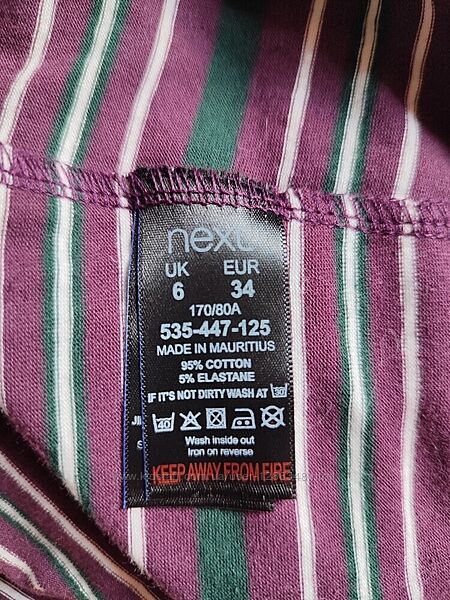 next
UK EUR
6 34
170/80A
535-447-125
MADE IN MAURITIUS
95% COTTON
5% ELASTANE
IF IT'S NOT DIRTY WASH AT 30
40
Wash inside out
Iron on reverse
KEEP AWAY FROM FIRE